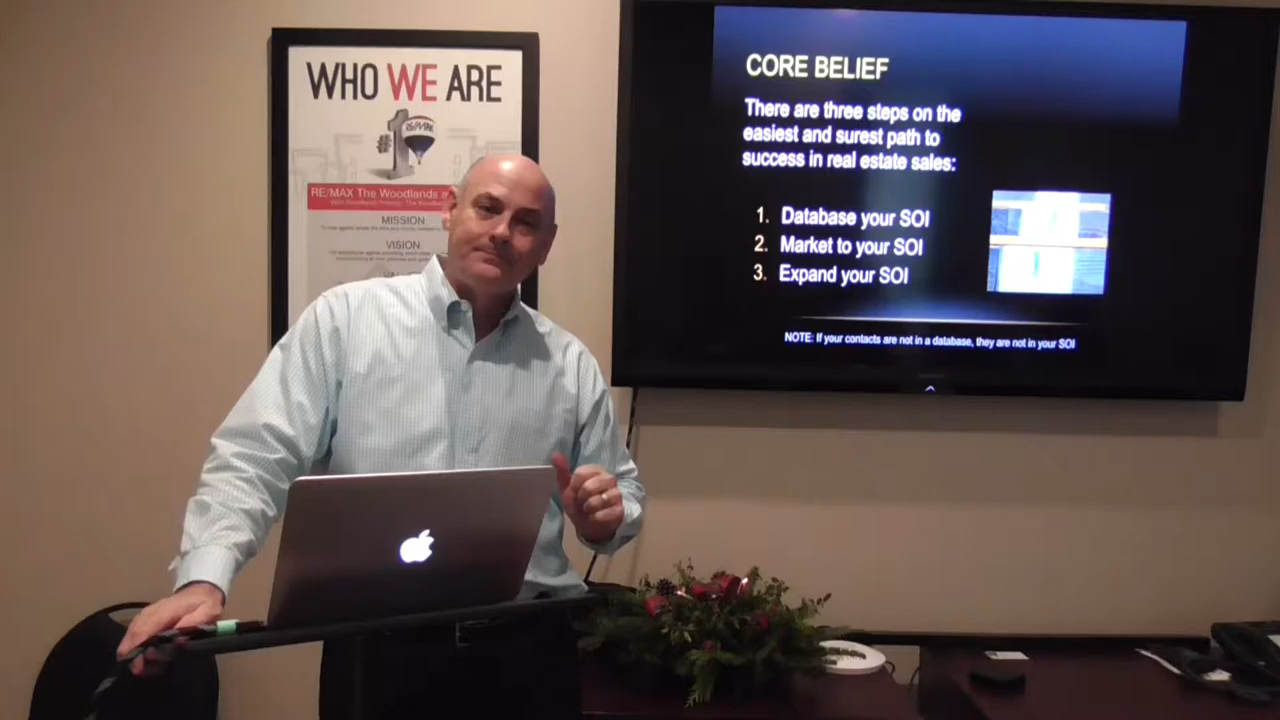 WHO WE ARE
RE/MAX
RE/MAX The Woodlands
MISSION:
VISION
CORE BELIEF
There are three steps on the
easiest and surest path to
success in real estate sales:
1. Database your SOI
2. Market to your SOI
3. Expand your SOI
NOTE: If your contacts are not in a database, they are not in your SOI